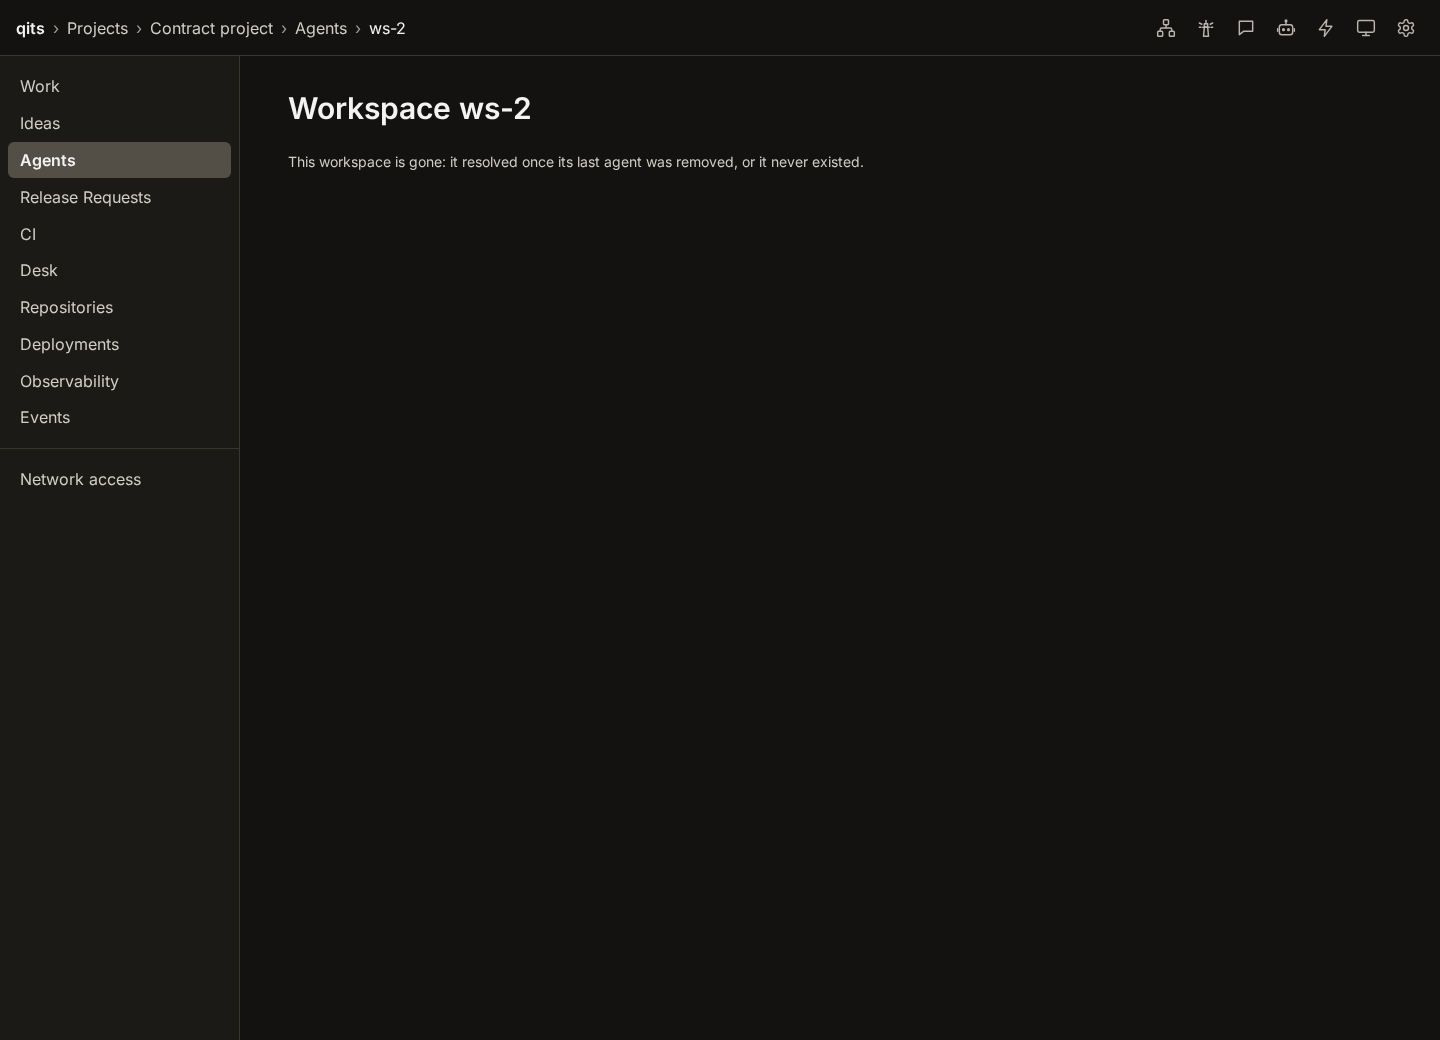 qits › Projects › Contract project › Agents › ws-2
Work
Ideas
Agents
Release Requests
CI
Desk
Repositories
Deployments
Observability
Events
Network access
Workspace ws-2
This workspace is gone: it resolved once its last agent was removed, or it never existed.